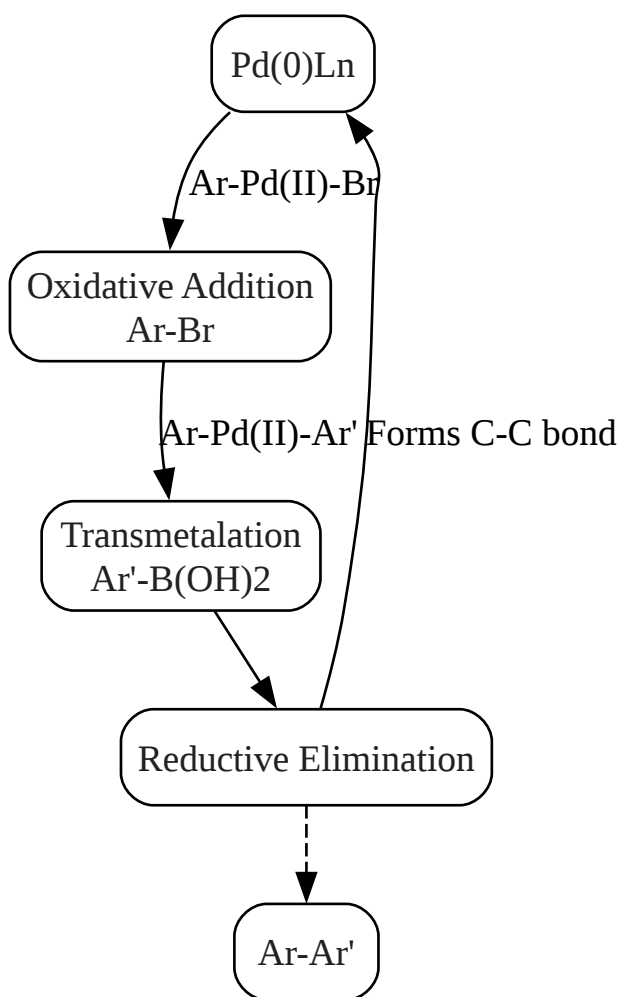 Pd(0)Ln
Ar-Pd(II)-Br
Oxidative Addition
Ar-Br
Ar-Pd(II)-Ar'
Forms C-C bond
Transmetalation
Ar'-B(OH)2
Reductive Elimination
Ar-Ar'